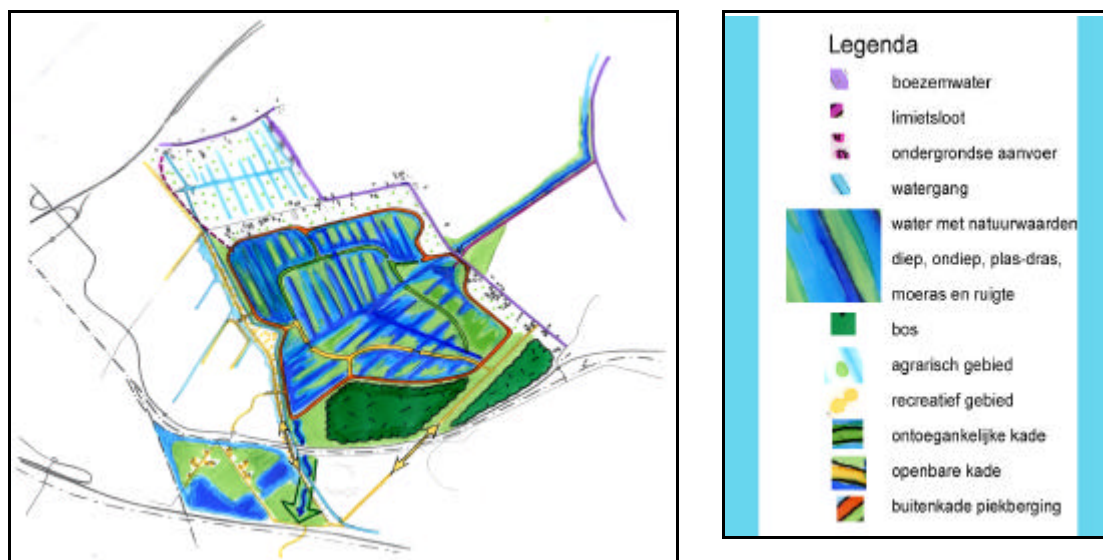 Legenda
boezemwater
limietsloot
ondergrondse aanvoer
watergang
water met natuurwaarden
diep, ondiep, plas-dras,
moeras en ruigte
bos
agrarisch gebied
recreatief gebied
ontoegankelijke kade
openbare kade
buitenkade piekberging